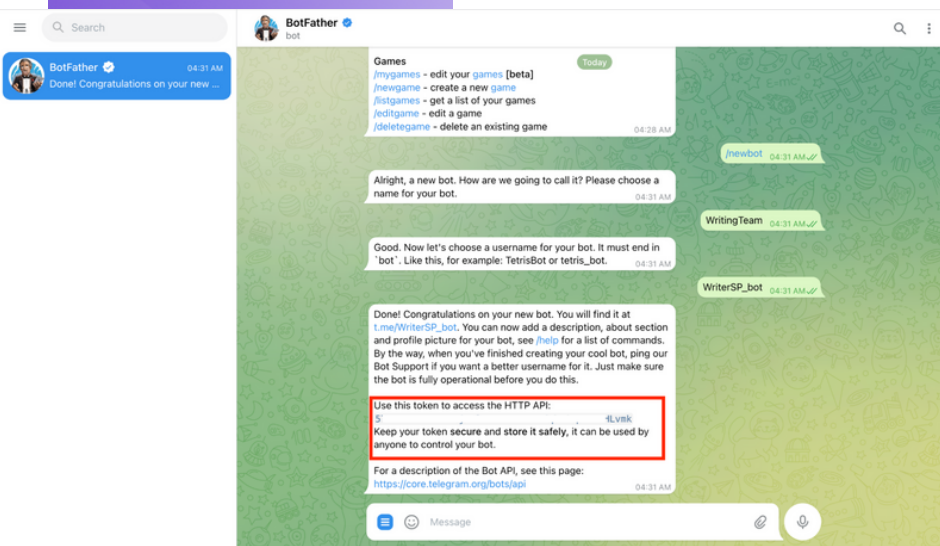 Search
BotFather
04:31 AM
Done! Congratulations on your new ...
BotFather
bot
Today
Games
/mygames - edit your games [beta]
/newgame - create a new game
/listgames - get a list of your games
/editgame - edit a game
/deletegame - delete an existing game
04:28 AM
/newbot 04:31 AM
Alright, a new bot. How are we going to call it? Please choose a
name for your bot.
04:31 AM
WritingTeam 04:31 AM
Good. Now let's choose a username for your bot. It must end in
`bot`. Like this, for example: TetrisBot or tetris_bot.
04:31 AM
WriterSP_bot 04:31 AM
Done! Congratulations on your new bot. You will find it at
t.me/WriterSP_bot. You can now add a description, about section
and profile picture for your bot, see /help for a list of commands.
By the way, when you've finished creating your cool bot, ping our
Bot Support if you want a better username for it. Just make sure
the bot is fully operational before you do this.
Use this token to access the HTTP API:
Keep your token secure and store it safely, it can be used by
anyone to control your bot.
For a description of the Bot API, see this page:
https://core.telegram.org/bots/api
04:31 AM
Message